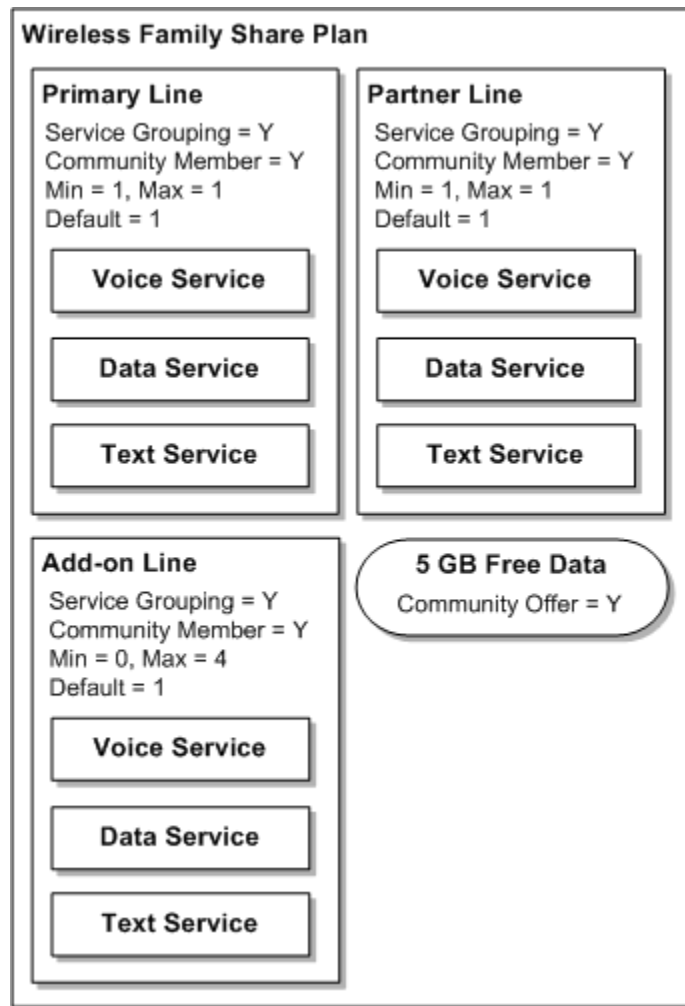 Wireless Family Share Plan
Primary Line
Service Grouping = Y
Community Member = Y
Min = 1, Max = 1
Default = 1
Voice Service
Data Service
Text Service
Partner Line
Service Grouping = Y
Community Member = Y
Min = 1, Max = 1
Default = 1
Voice Service
Data Service
Text Service
Add-on Line
Service Grouping = Y
Community Member = Y
Min = 0, Max = 4
Default = 1
Voice Service
Data Service
Text Service
5 GB Free Data
Community Offer = Y